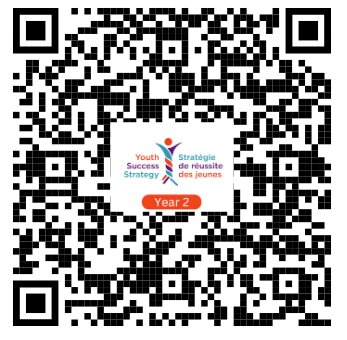 Youth
Success
Strategy
Stratégie
de réussite
des jeunes
Year 2